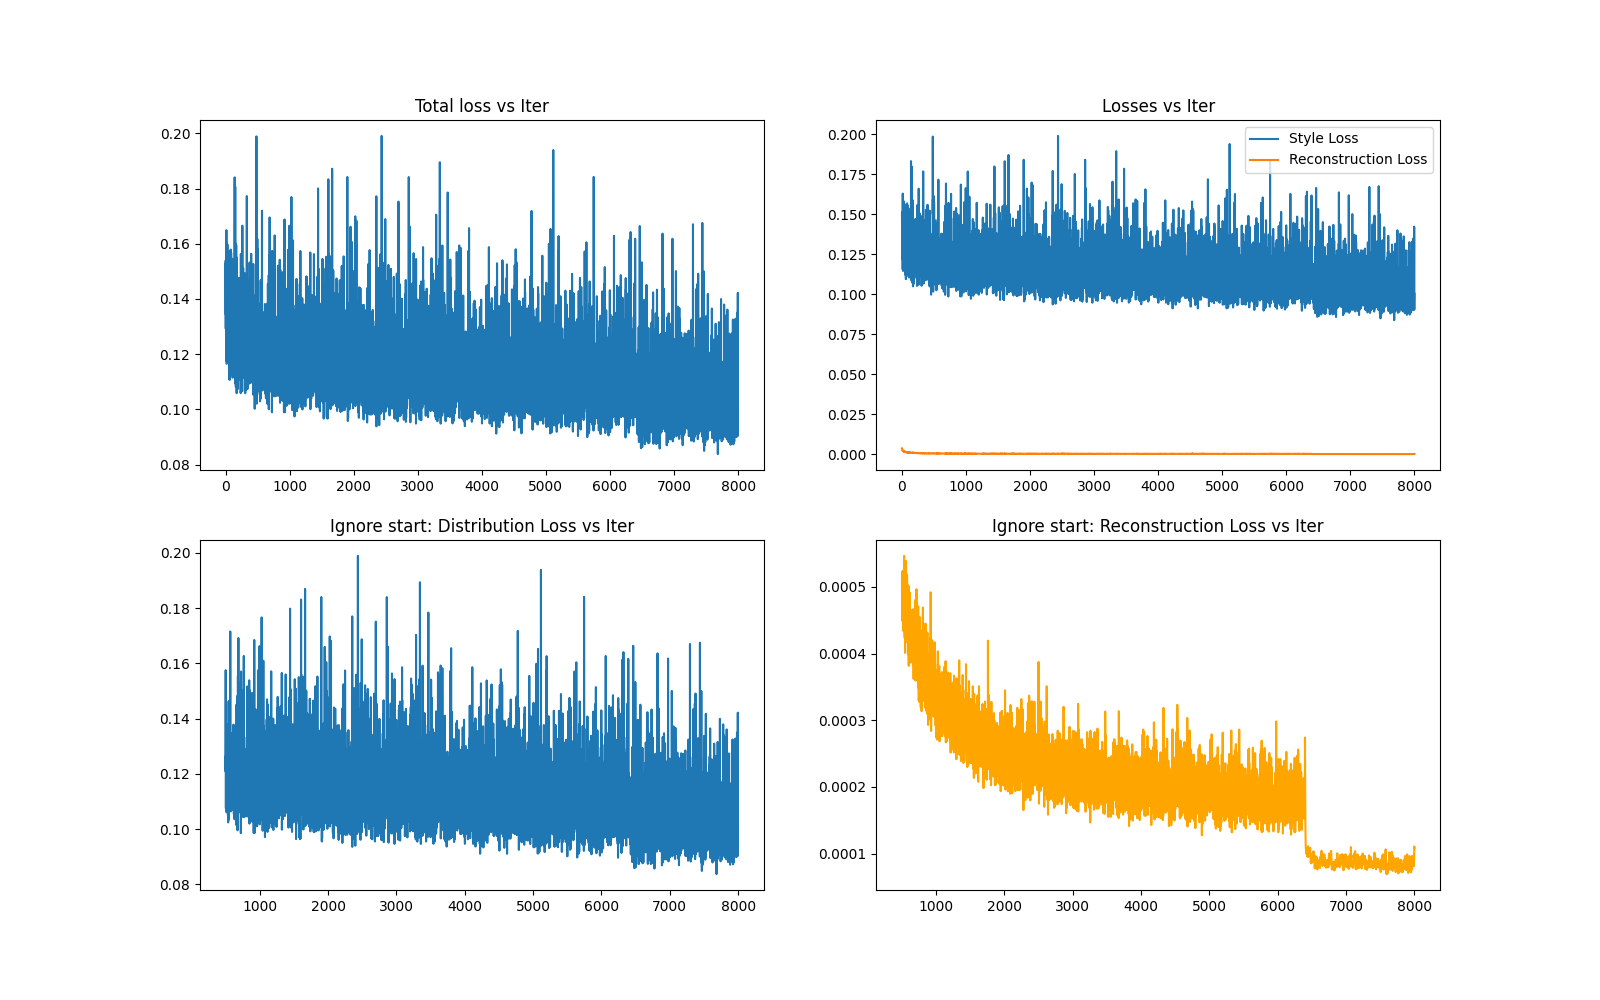 Total loss vs Iter
0.20
0.18
0.16
0.14
0.12
0.10
0.08
0 1000 2000 3000 4000 5000 6000 7000 8000
Losses vs Iter
Style Loss
Reconstruction Loss
0.200
0.175
0.150
0.125
0.100
0.075
0.050
0.025
0.000
0 1000 2000 3000 4000 5000 6000 7000 8000
Ignore start: Distribution Loss vs Iter
0.20
0.18
0.16
0.14
0.12
0.10
0.08
1000 2000 3000 4000 5000 6000 7000 8000
Ignore start: Reconstruction Loss vs Iter
0.0005
0.0004
0.0003
0.0002
0.0001
1000 2000 3000 4000 5000 6000 7000 8000